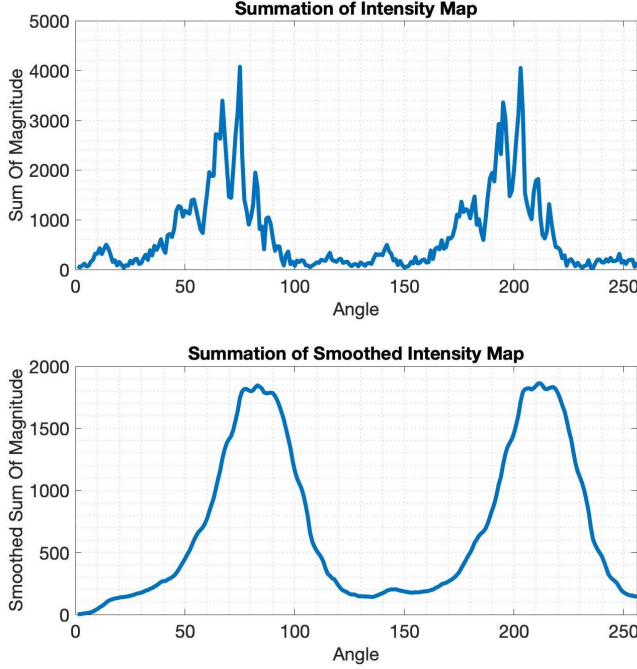 Summation of Intensity Map
5000
4000
3000
2000
1000
0
Sum Of Magnitude
0 50 100 150 200 250
Angle
Summation of Smoothed Intensity Map
2000
1500
1000
500
0
Smoothed Sum Of Magnitude
0 50 100 150 200 250
Angle